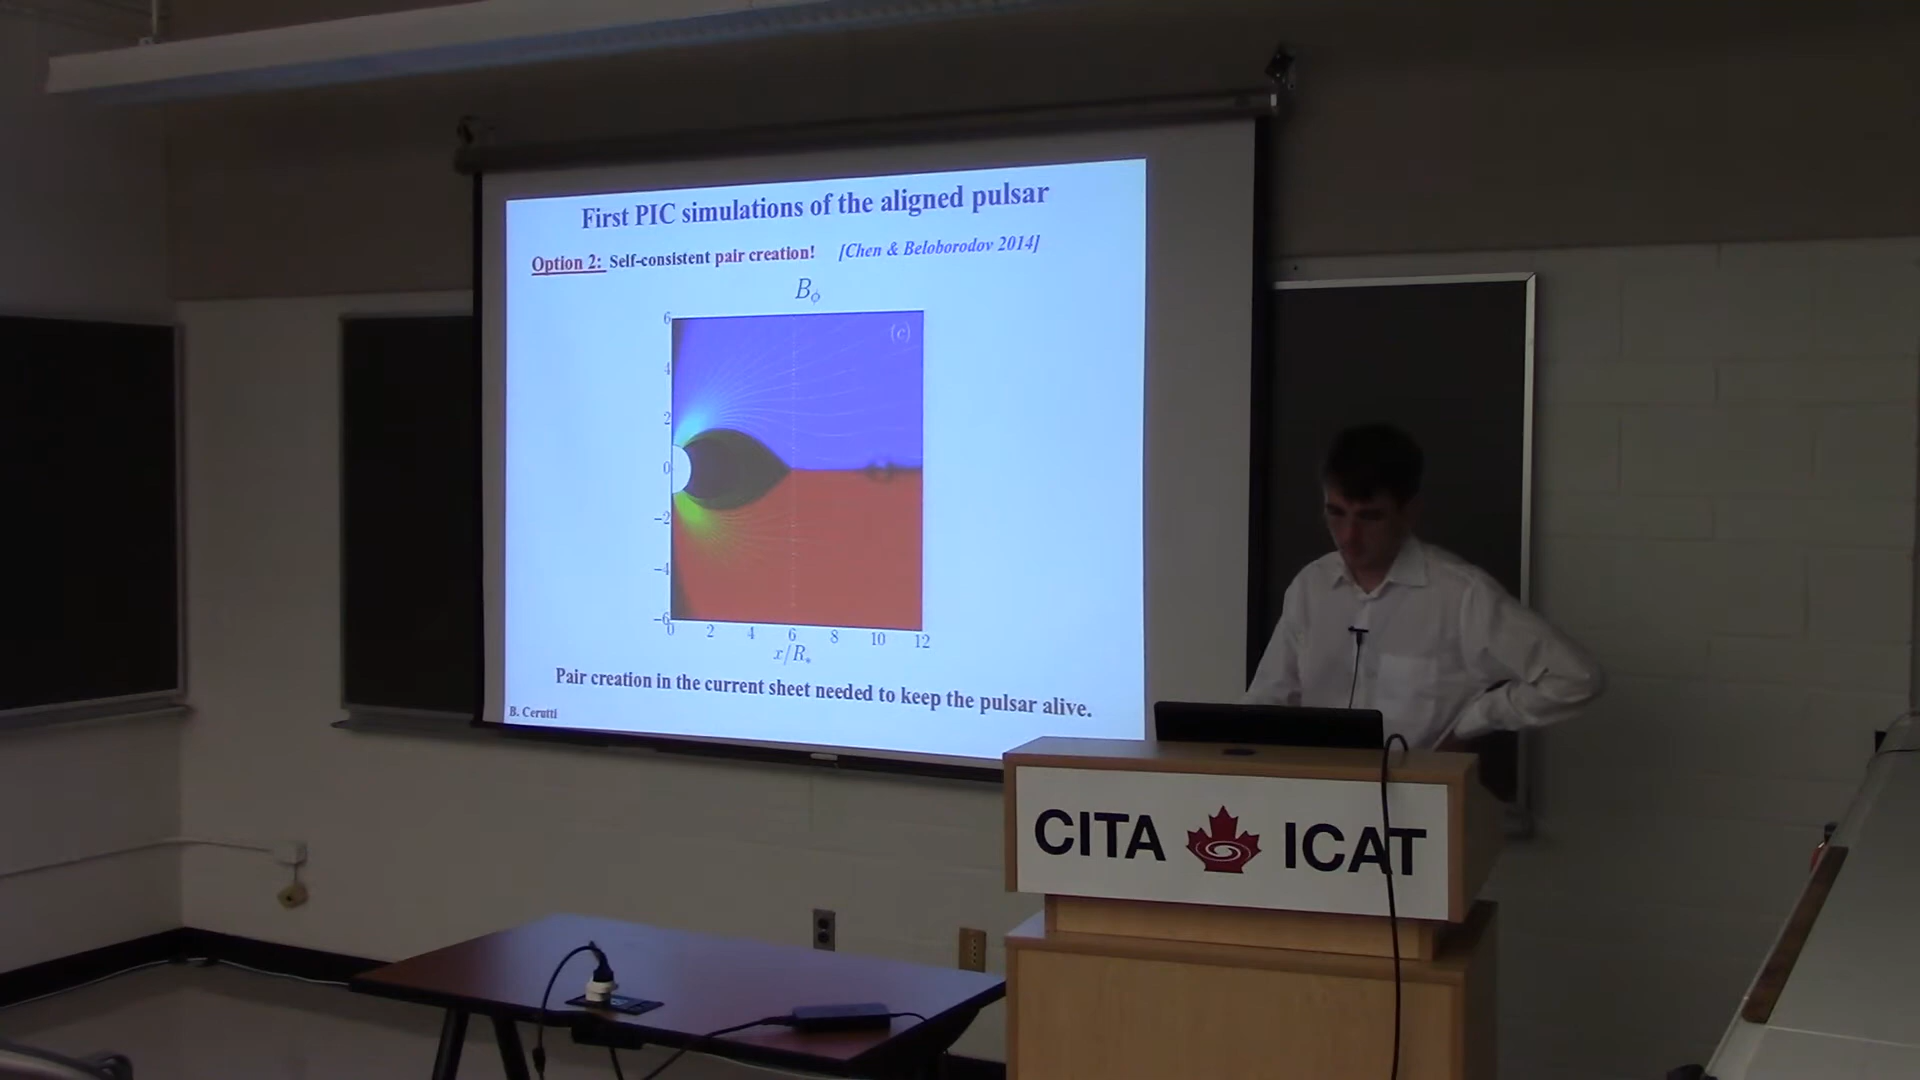 First PIC simulations of the aligned pulsar
Option 2: Self-consistent pair creation! [Chen & Beloborodov 2014]
B_ϕ
(c)
6
4
2
0
−2
−4
−6
0 2 4 6 8 10 12
x/R_*
Pair creation in the current sheet needed to keep the pulsar alive.
B. Cerutti
CITA ICAT